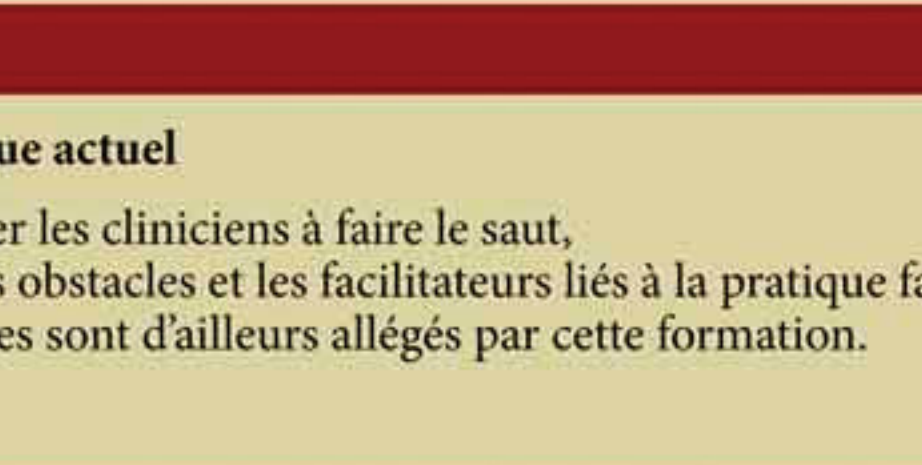 ue actuel
er les cliniciens à faire le saut,
s obstacles et les facilitateurs liés à la pratique fa
es sont d'ailleurs allégés par cette formation.